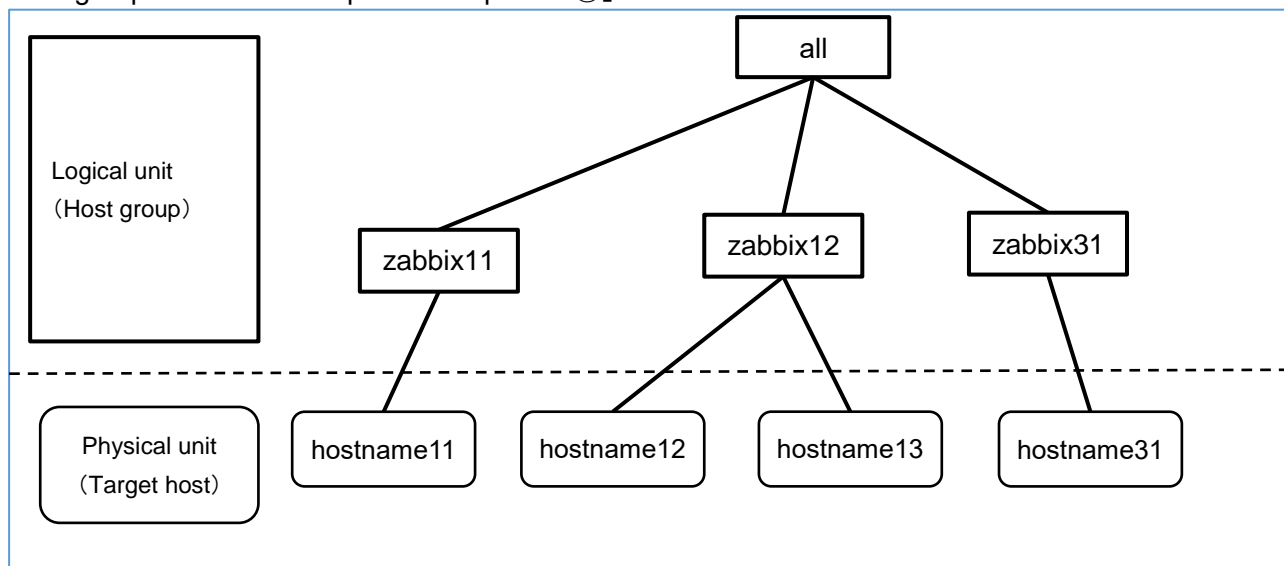 all
Logical unit
（Host group）
zabbix11
zabbix12
zabbix31
Physical unit
（Target host）
hostname11
hostname12
hostname13
hostname31